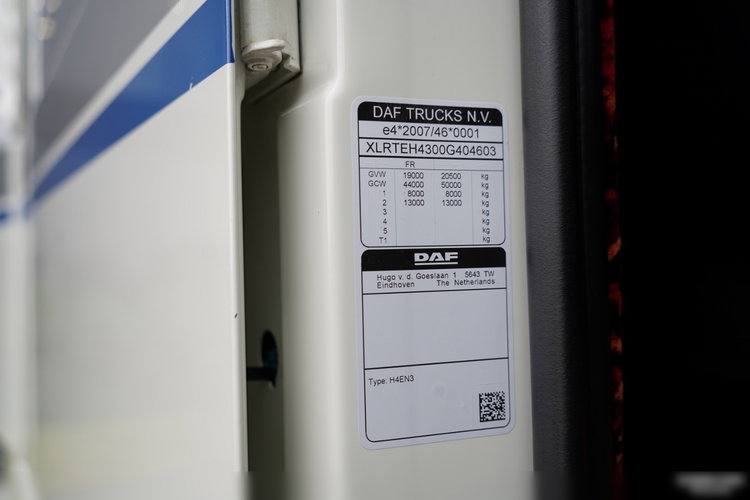 DAF TRUCKS N.V.
e4*2007/46*0001
XLRTEH4300G404603
FR
GVW 19000 20500 kg
GCW 44000 50000 kg
1 8000 8000 kg
2 13000 13000 kg
3 kg
4 kg
5 kg
T1 kg
DAF
Hugo v. d. Goeslaan 1 5643 TW
Eindhoven The Netherlands
Type: H4EN3